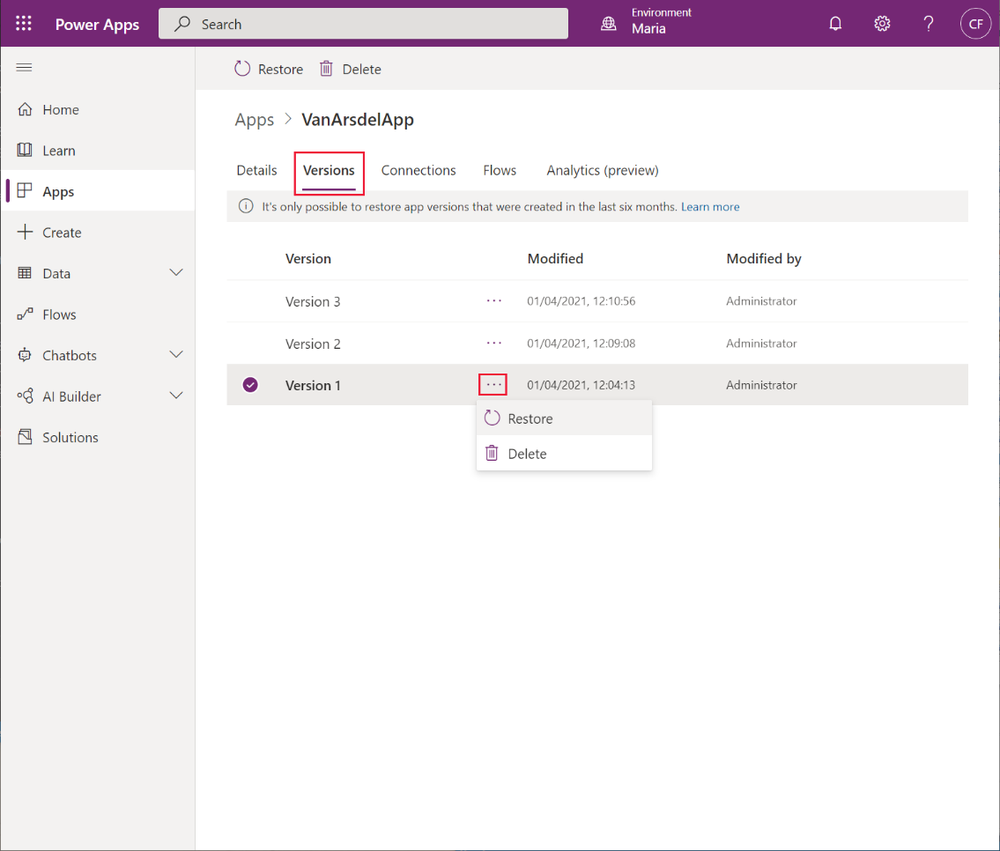 Power Apps
Search
Environment
Maria
?
CF
Restore
Delete
Home
Learn
Apps
Create
Data
Flows
Chatbots
AI Builder
Solutions
Apps > VanArsdelApp
Details
Versions
Connections
Flows
Analytics (preview)
It's only possible to restore app versions that were created in the last six months. Learn more
Version Modified Modified by
Version 3 ··· 01/04/2021, 12:10:56 Administrator
Version 2 ··· 01/04/2021, 12:09:08 Administrator
Version 1 ··· 01/04/2021, 12:04:13 Administrator
Restore
Delete